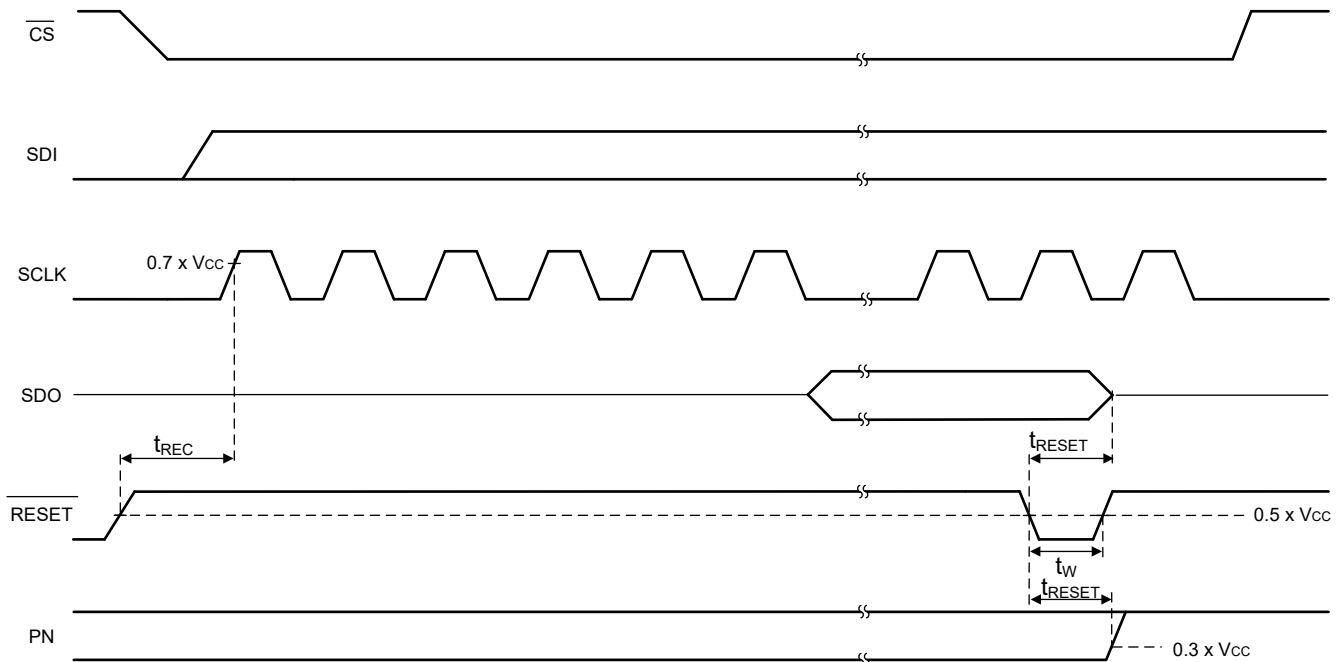 CS
SDI
0.7 x VCC
SCLK
SDO
tREC
tRESET
RESET
0.5 x VCC
tW
tRESET
PN
0.3 x VCC